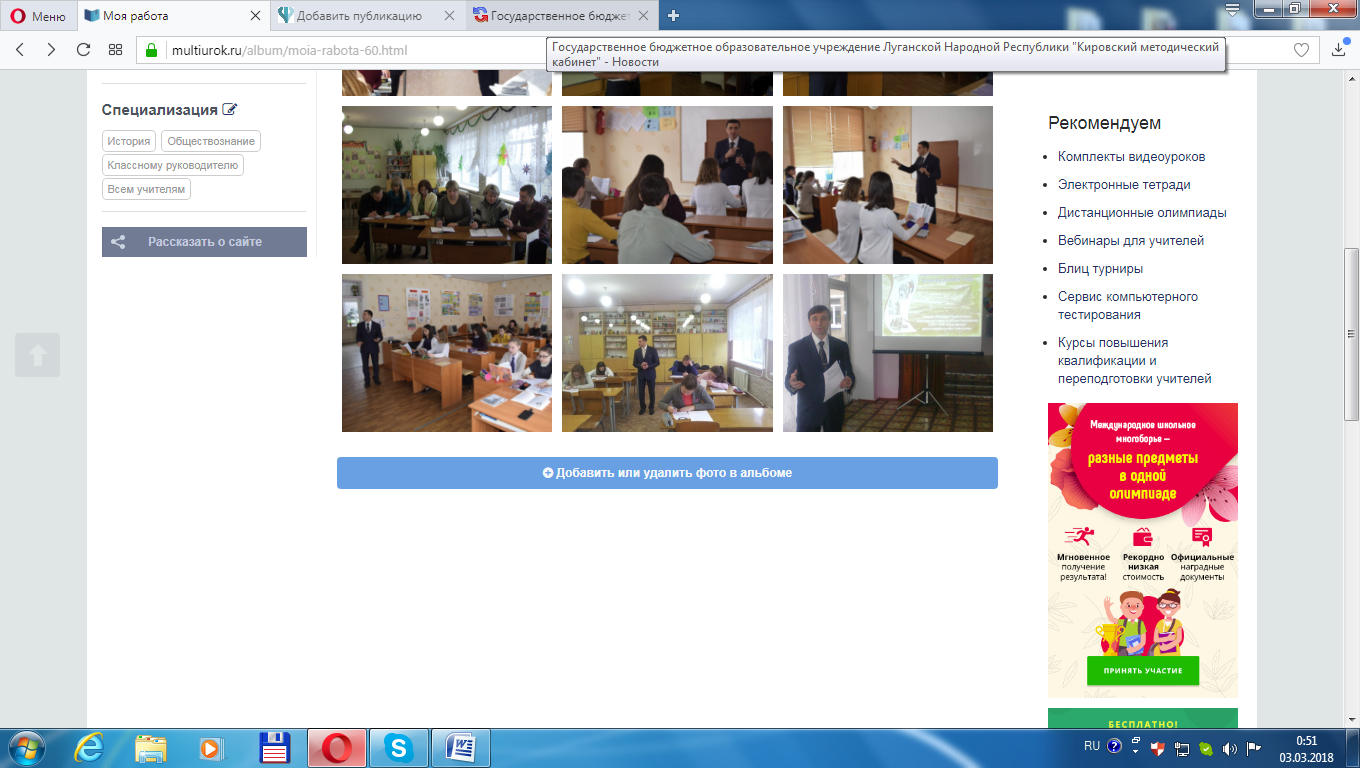 Меню
Моя работа
Добавить публикацию
Государственное бюджет
multiurok.ru/album/moia-rabota-60.html
Государственное бюджетное образовательное учреждение Луганской Народной Республики "Кировский методический
кабинет" - Новости
Специализация
История
Обществознание
Классному руководителю
Всем учителям
Рассказать о сайте
Добавить или удалить фото в альбоме
Рекомендуем
Комплекты видеоуроков
Электронные тетради
Дистанционные олимпиады
Вебинары для учителей
Блиц турниры
Сервис компьютерного
тестирования
Курсы повышения
квалификации и
переподготовки учителей
Международное школьное
многоборье –
разные предметы
в одной
олимпиаде
Мгновенное
получение
результата!
Рекордно
низкая
стоимость
Официальные
наградные
документы
ПРИНЯТЬ УЧАСТИЕ
БЕСПЛАТНО!
RU
0:51
03.03.2018